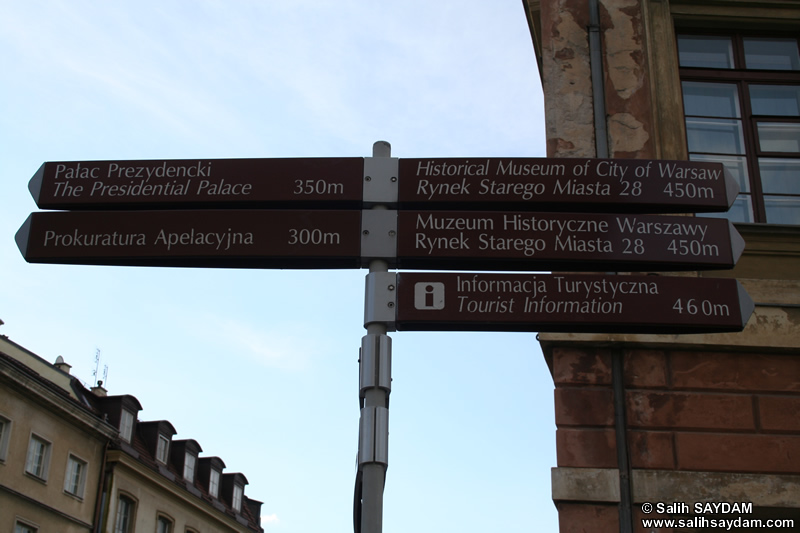 Pałac Prezydencki
The Presidential Palace 350m
Prokuratura Apelacyjna 300m
Historical Museum of City of Warsaw
Rynek Starego Miasta 28 450m
Muzeum Historyczne Warszawy
Rynek Starego Miasta 28 450m
i Informacja Turystyczna
Tourist Information 460m
© Salih SAYDAM
www.salihsaydam.com